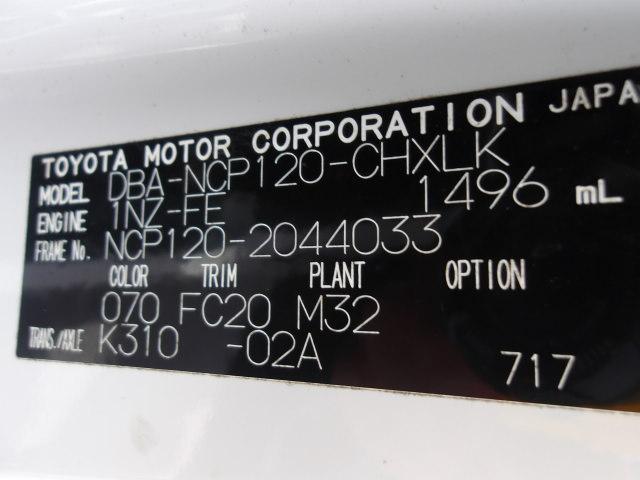 TOYOTA MOTOR CORPORATION JAPA
MODEL DBA-NCP120-CHXLK
ENGINE 1NZ-FE 1496 mL
FRAME No. NCP120-2044033
COLOR TRIM PLANT OPTION
070 FC20 M32
TRANS./AXLE K310 -02A
717